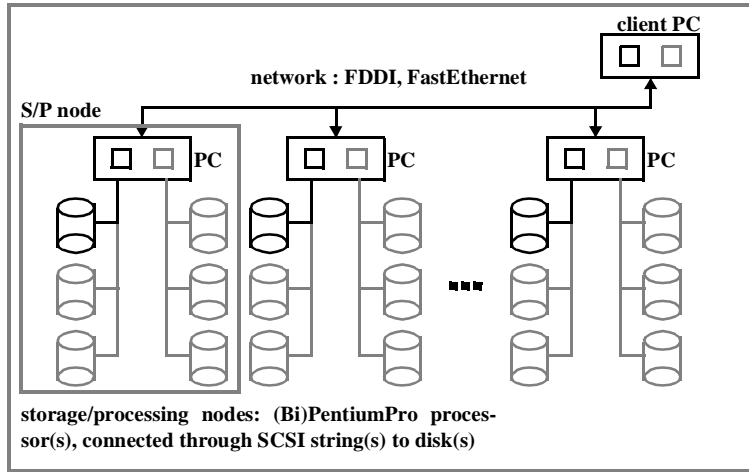 client PC
network : FDDI, FastEthernet
S/P node
PC
PC
PC
storage/processing nodes: (Bi)PentiumPro proces-
sor(s), connected through SCSI string(s) to disk(s)